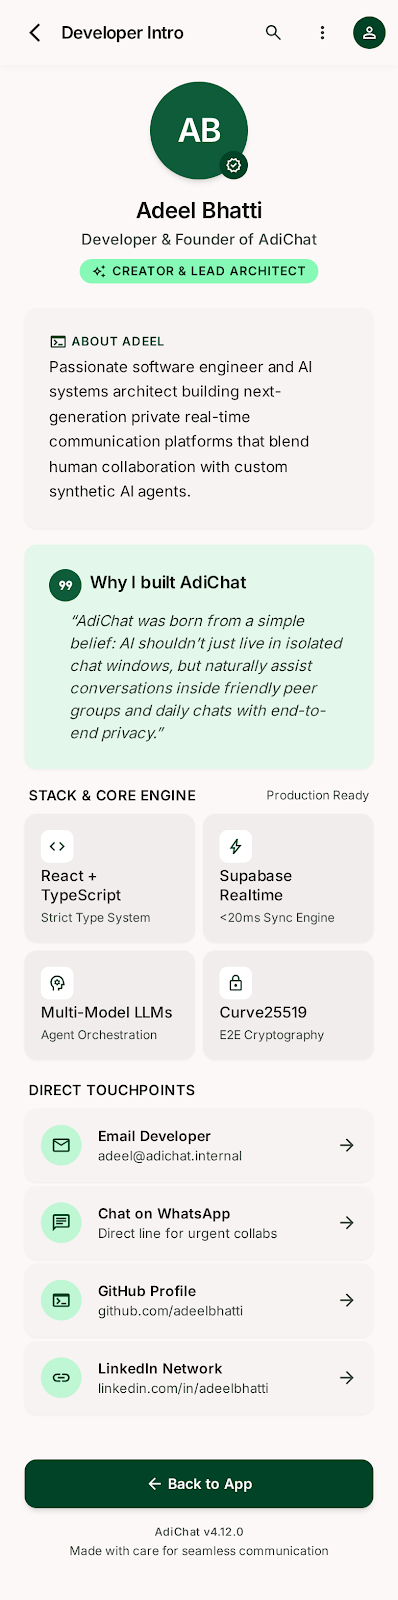 Developer Intro
AB
Adeel Bhatti
Developer & Founder of AdiChat
CREATOR & LEAD ARCHITECT
ABOUT ADEEL
Passionate software engineer and AI
systems architect building next-
generation private real-time
communication platforms that blend
human collaboration with custom
synthetic AI agents.
Why I built AdiChat
“AdiChat was born from a simple
belief: AI shouldn’t just live in isolated
chat windows, but naturally assist
conversations inside friendly peer
groups and daily chats with end-to-
end privacy.”
STACK & CORE ENGINE
Production Ready
React +
TypeScript
Strict Type System
Supabase
Realtime
<20ms Sync Engine
Multi-Model LLMs
Agent Orchestration
Curve25519
E2E Cryptography
DIRECT TOUCHPOINTS
Email Developer
adeel@adichat.internal
Chat on WhatsApp
Direct line for urgent collabs
GitHub Profile
github.com/adeelbhatti
LinkedIn Network
linkedin.com/in/adeelbhatti
Back to App
AdiChat v4.12.0
Made with care for seamless communication